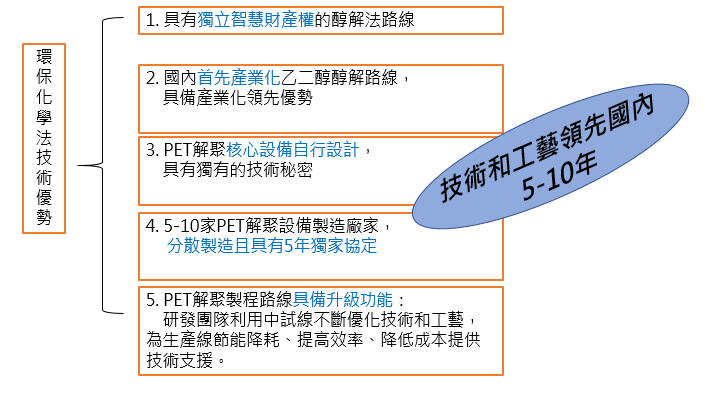 環保化學法技術優勢
1. 具有獨立智慧財產權的醇解法路線
2. 國內首先產業化乙二醇醇解路線，
具備產業化領先優勢
3. PET解聚核心設備自行設計，
具有獨有的技術秘密
4. 5-10家PET解聚設備製造廠家，
分散製造且具有5年獨家協定
5. PET解聚製程路線具備升級功能：
研發團隊利用中試線不斷優化技術和工藝，
為生產線節能降耗、提高效率、降低成本提供
技術支援。
技術和工藝領先國內
5-10年